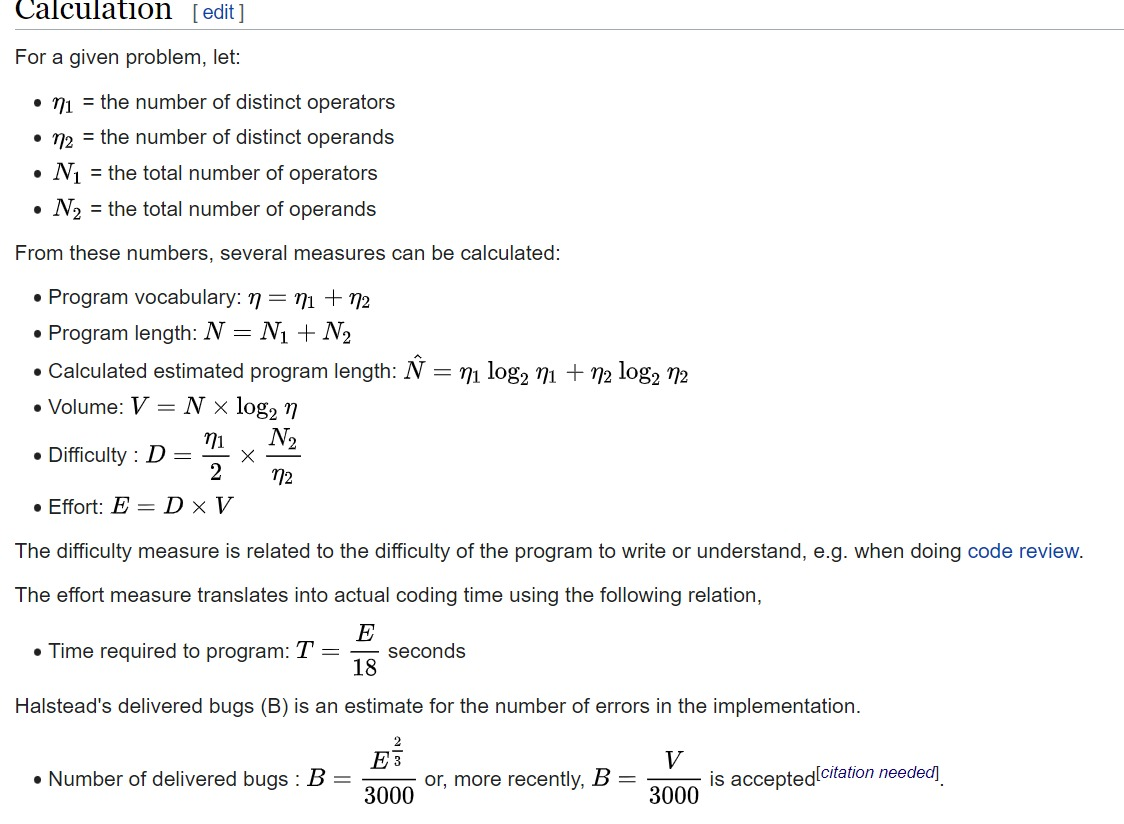 Calculation [ edit ]
For a given problem, let:
• η₁ = the number of distinct operators
• η₂ = the number of distinct operands
• N₁ = the total number of operators
• N₂ = the total number of operands
From these numbers, several measures can be calculated:
• Program vocabulary: η = η₁ + η₂
• Program length: N = N₁ + N₂
• Calculated estimated program length: N̂ = η₁ log₂ η₁ + η₂ log₂ η₂
• Volume: V = N × log₂ η
• Difficulty : D = η₁/2 × N₂/η₂
• Effort: E = D × V
The difficulty measure is related to the difficulty of the program to write or understand, e.g. when doing code review.
The effort measure translates into actual coding time using the following relation,
• Time required to program: T = E/18 seconds
Halstead's delivered bugs (B) is an estimate for the number of errors in the implementation.
• Number of delivered bugs : B = E^(2/3)/3000 or, more recently, B = V/3000 is accepted[citation needed].